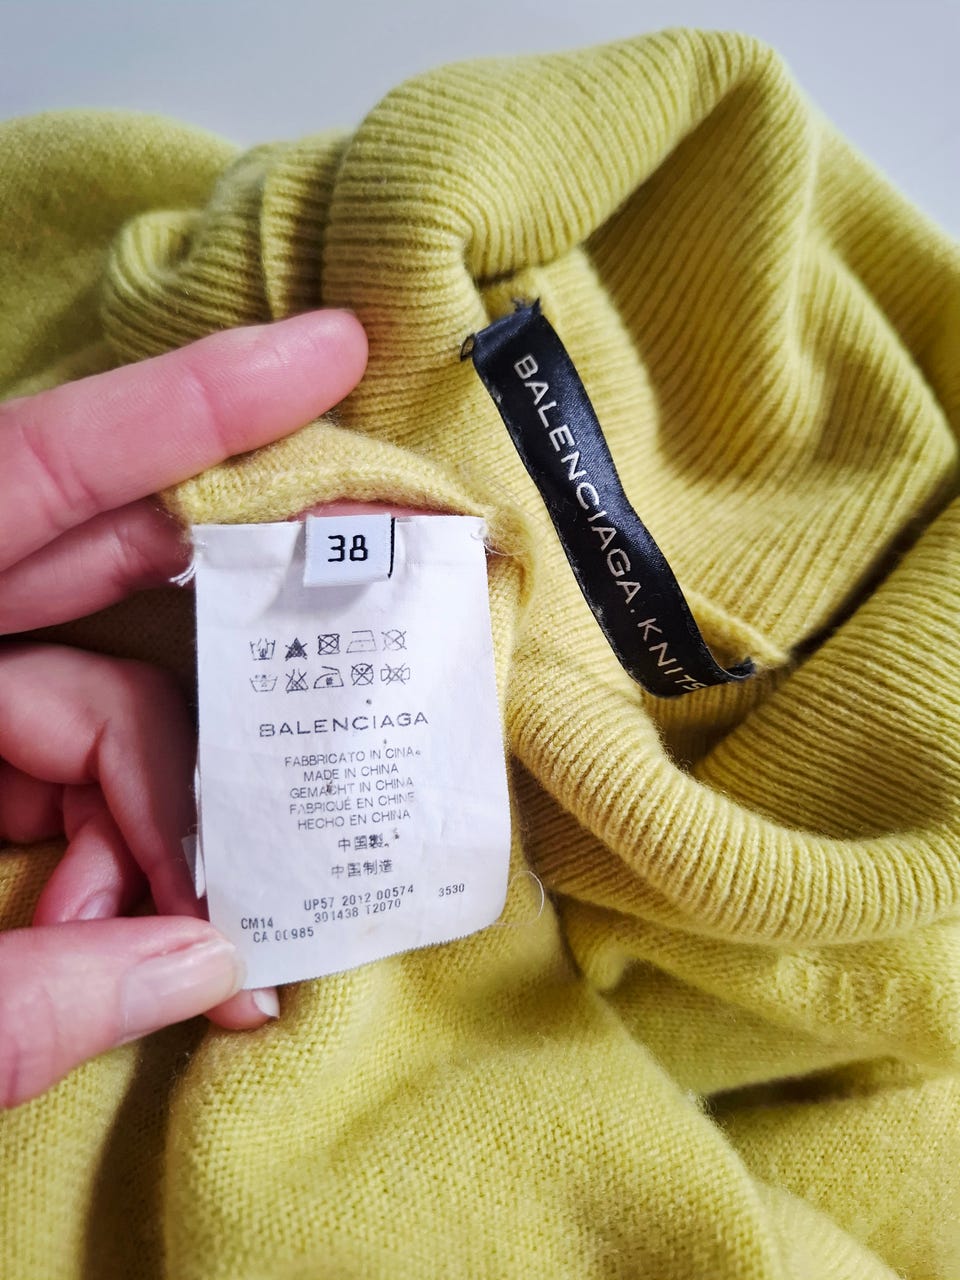 BALENCIAGA. KNITS
38
BALENCIAGA
FABBRICATO IN CINA
MADE IN CHINA
GEMACHT IN CHINA
FABRIQUÉ EN CHINE
HECHO EN CHINA
中国製
中国制造
UP57 2012 00574 3530
301438 T2070
CM14
CA 00985